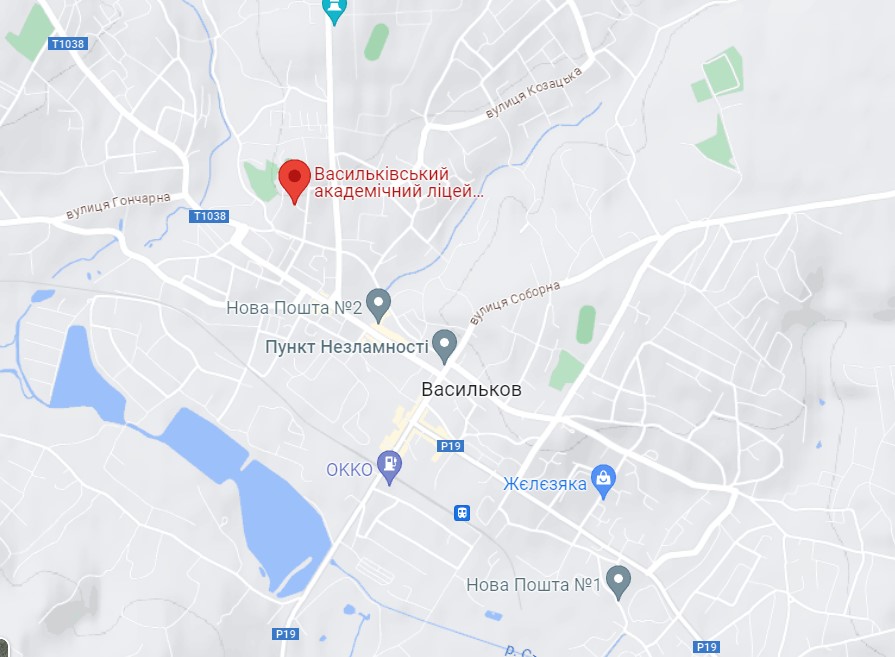 T1038
вулиця Козацька
Васильківський
академічний ліцей...
вулиця Гончарна
T1038
вулиця Соборна
Нова Пошта №2
Пункт Незламності
Васильков
P19
ОККО
Жєлєзяка
Нова Пошта №1
P19
P19